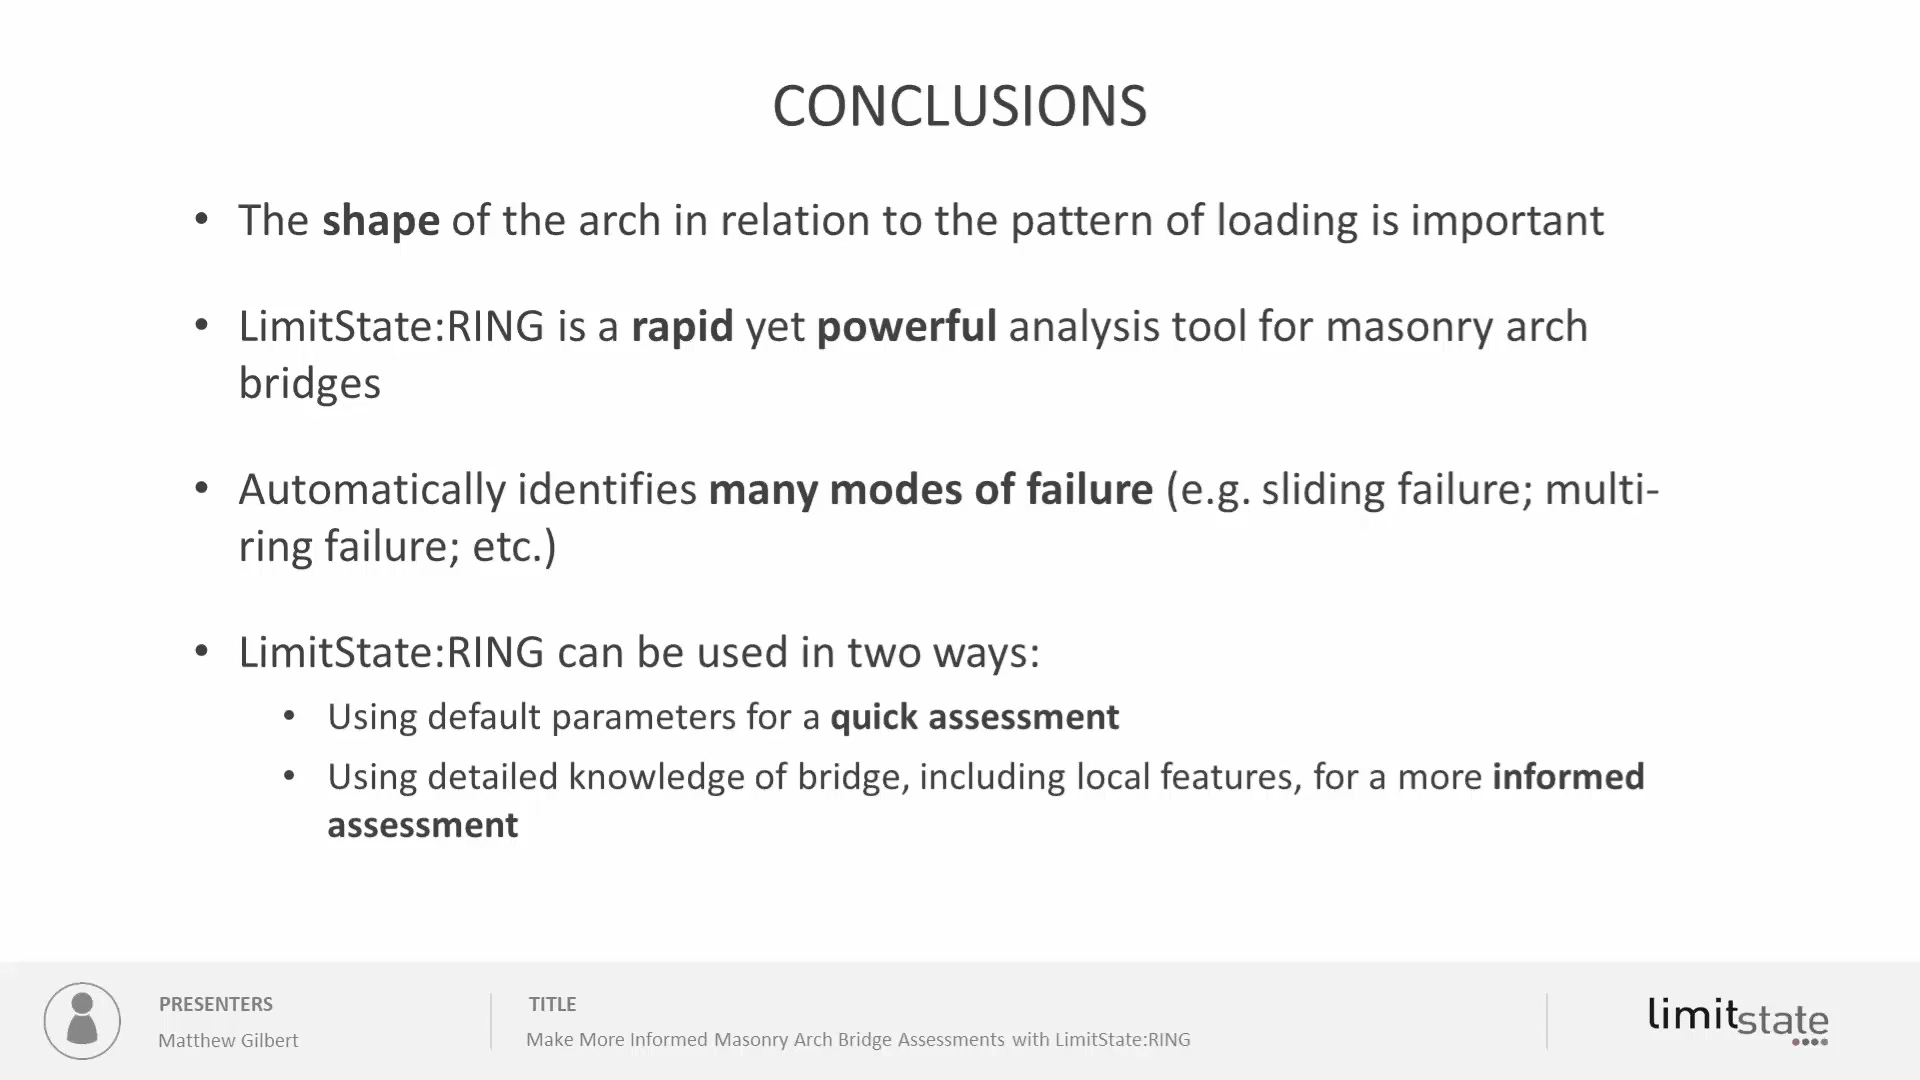 CONCLUSIONS
• The shape of the arch in relation to the pattern of loading is important
• LimitState:RING is a rapid yet powerful analysis tool for masonry arch
bridges
• Automatically identifies many modes of failure (e.g. sliding failure; multi-
ring failure; etc.)
• LimitState:RING can be used in two ways:
• Using default parameters for a quick assessment
• Using detailed knowledge of bridge, including local features, for a more informed
assessment
PRESENTERS
Matthew Gilbert
TITLE
Make More Informed Masonry Arch Bridge Assessments with LimitState:RING
limitstate